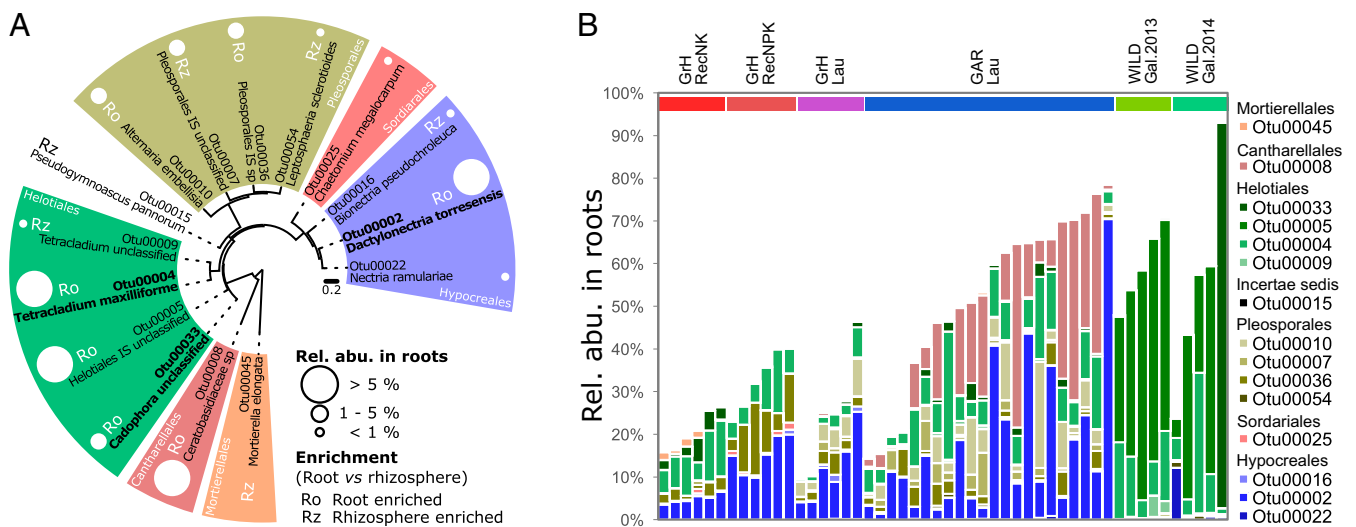 A
Rz
Ro
Rz
Ro
Pleosporales
Otu00054
Leptosphaeria sclerotioides
Otu00036
Pleosporales IS sp
Otu00007
Pleosporales IS unclassified
Otu00010
Alternaria embellisia
Sordiarales
Otu00025
Chaetomium megalocarpum
Rz
Otu00016
Bionectria pseudochroleuca
Ro
Otu00002
Dactylonectria torresensis
Otu00022
Nectria ramulariae
Hypocreales
0.2
Rz
Otu00015
Pseudogymnoascus pannorum
Helotiales
Rz
Otu00009
Tetracladium unclassified
Ro
Otu00004
Tetracladium maxilliforme
Ro
Otu00005
Helotiales IS unclassified
Ro
Otu00033
Cadophora unclassified
Cantharellales
Ro
Otu00008
Ceratobasidiaceae sp
Mortierellales
Rz
Otu00045
Mortierella elongata
Rel. abu. in roots
> 5 %
1 - 5 %
< 1 %
Enrichment
(Root vs rhizosphere)
Ro Root enriched
Rz Rhizosphere enriched
B
GrH
RecNK
GrH
RecNPK
GrH
Lau
GAR
Lau
WILD
Gal.2013
WILD
Gal.2014
Rel. abu. in roots
100%
90%
80%
70%
60%
50%
40%
30%
20%
10%
0%
Mortierellales
Otu00045
Cantharellales
Otu00008
Helotiales
Otu00033
Otu00005
Otu00004
Otu00009
Incertae sedis
Otu00015
Pleosporales
Otu00010
Otu00007
Otu00036
Otu00054
Sordariales
Otu00025
Hypocreales
Otu00016
Otu00002
Otu00022